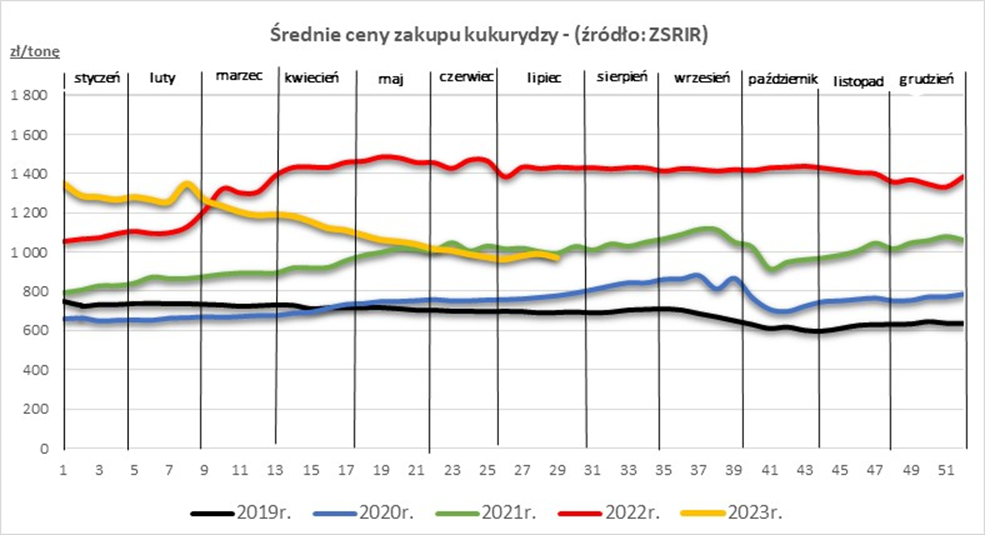 Średnie ceny zakupu kukurydzy - (źródło: ZSRIR)
zł/tonę
styczeń luty marzec kwiecień maj czerwiec lipiec sierpień wrzesień październik listopad grudzień
1 800
1 600
1 400
1 200
1 000
800
600
400
200
0
1 3 5 7 9 11 13 15 17 19 21 23 25 27 29 31 33 35 37 39 41 43 45 47 49 51
2019r. 2020r. 2021r. 2022r. 2023r.